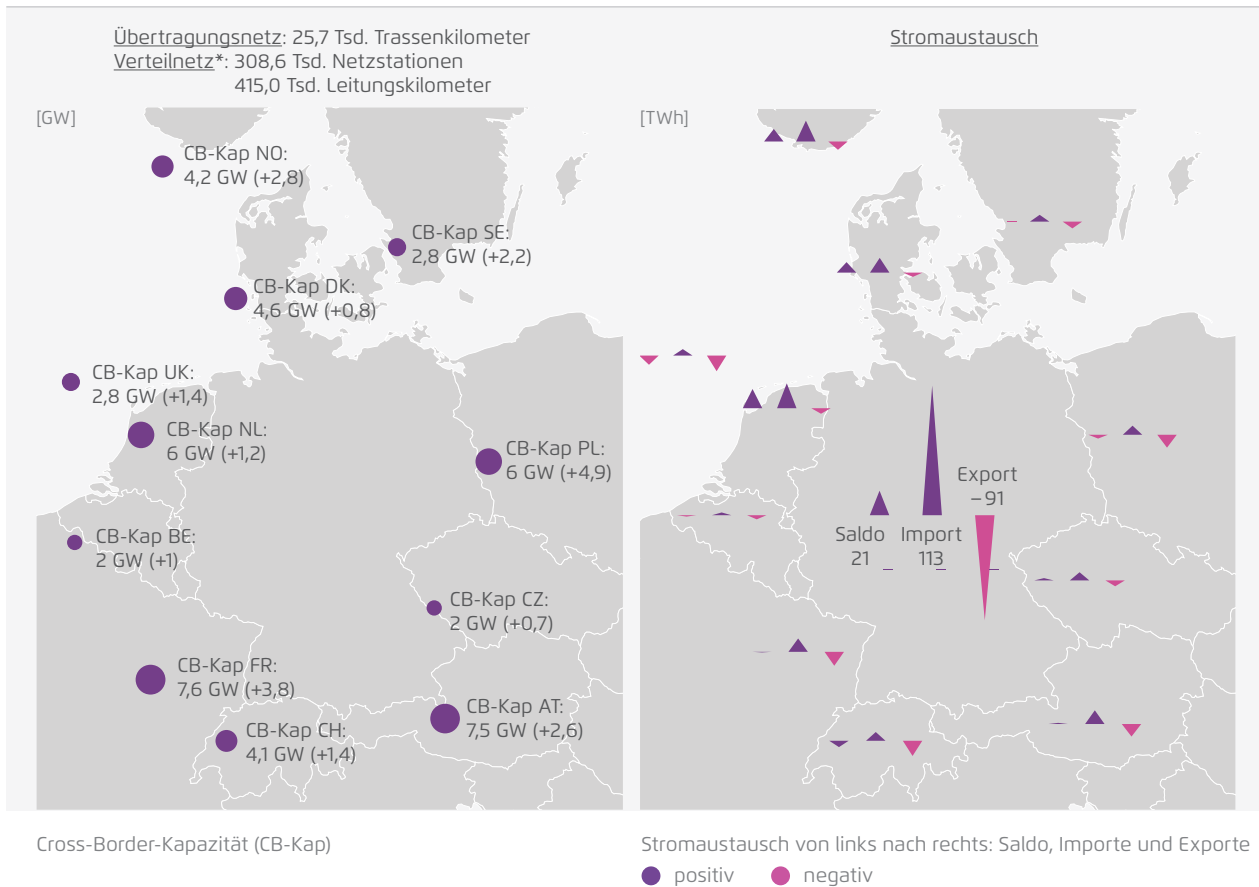 Übertragungsnetz: 25,7 Tsd. Trassenkilometer
Verteilnetz*: 308,6 Tsd. Netzstationen
415,0 Tsd. Leitungskilometer
[GW]
CB-Kap NO:
4,2 GW (+2,8)
CB-Kap SE:
2,8 GW (+2,2)
CB-Kap DK:
4,6 GW (+0,8)
CB-Kap UK:
2,8 GW (+1,4)
CB-Kap NL:
6 GW (+1,2)
CB-Kap PL:
6 GW (+4,9)
CB-Kap BE:
2 GW (+1)
CB-Kap CZ:
2 GW (+0,7)
CB-Kap FR:
7,6 GW (+3,8)
CB-Kap AT:
7,5 GW (+2,6)
CB-Kap CH:
4,1 GW (+1,4)
Cross-Border-Kapazität (CB-Kap)
Stromaustausch
[TWh]
Export
–91
Saldo
21
Import
113
Stromaustausch von links nach rechts: Saldo, Importe und Exporte
positiv negativ